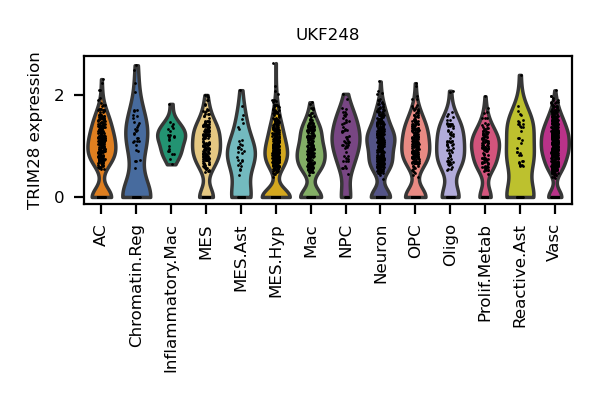 UKF248
TRIM28 expression
2
0
AC
Chromatin.Reg
Inflammatory.Mac
MES
MES.Ast
MES.Hyp
Mac
NPC
Neuron
OPC
Oligo
Prolif.Metab
Reactive.Ast
Vasc